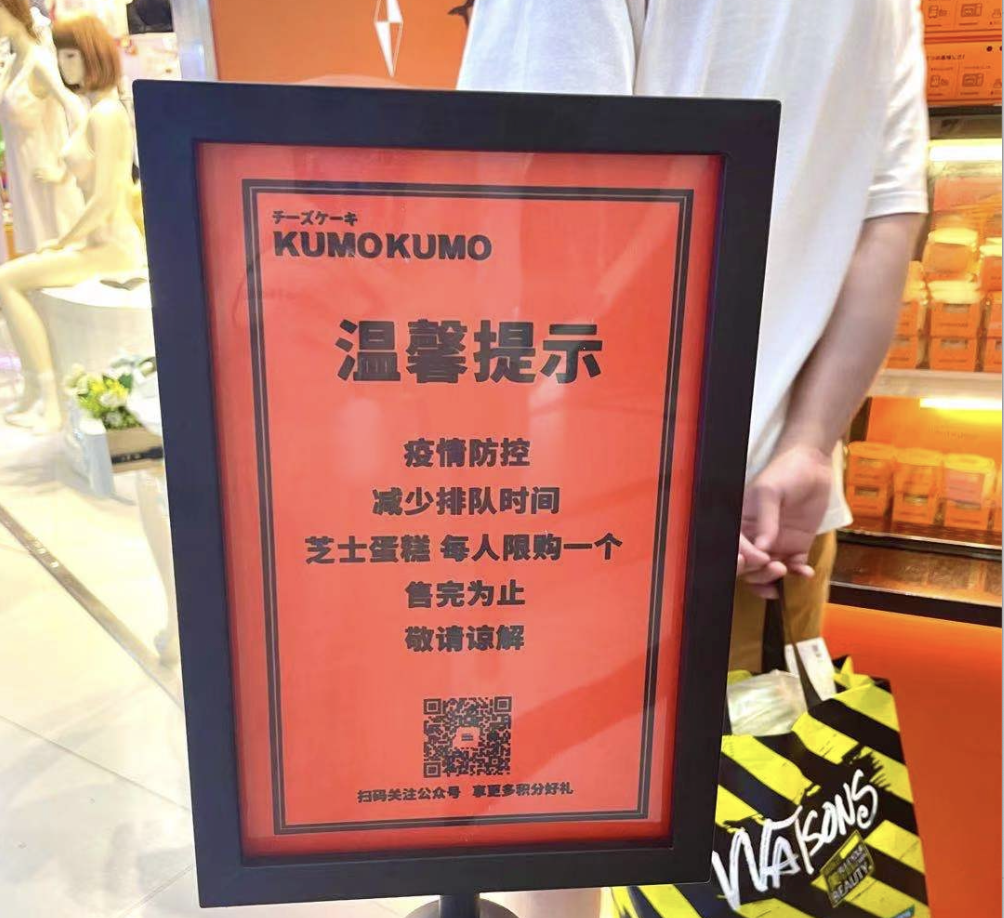 チーズケーキ
KUMOKUMO
温馨提示
疫情防控
减少排队时间
芝士蛋糕 每人限购一个
售完为止
敬请谅解
扫码关注公众号 享更多积分好礼
WATSONS
BEAUTY